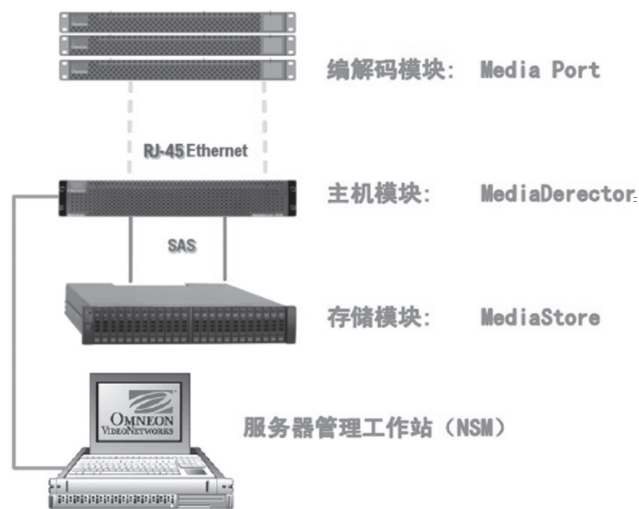 编解码模块： Media Port
RJ-45 Ethernet
主机模块： MediaDerector
SAS
存储模块： MediaStore
OMNEON
VIDEONETWORKS
服务器管理工作站（NSM）